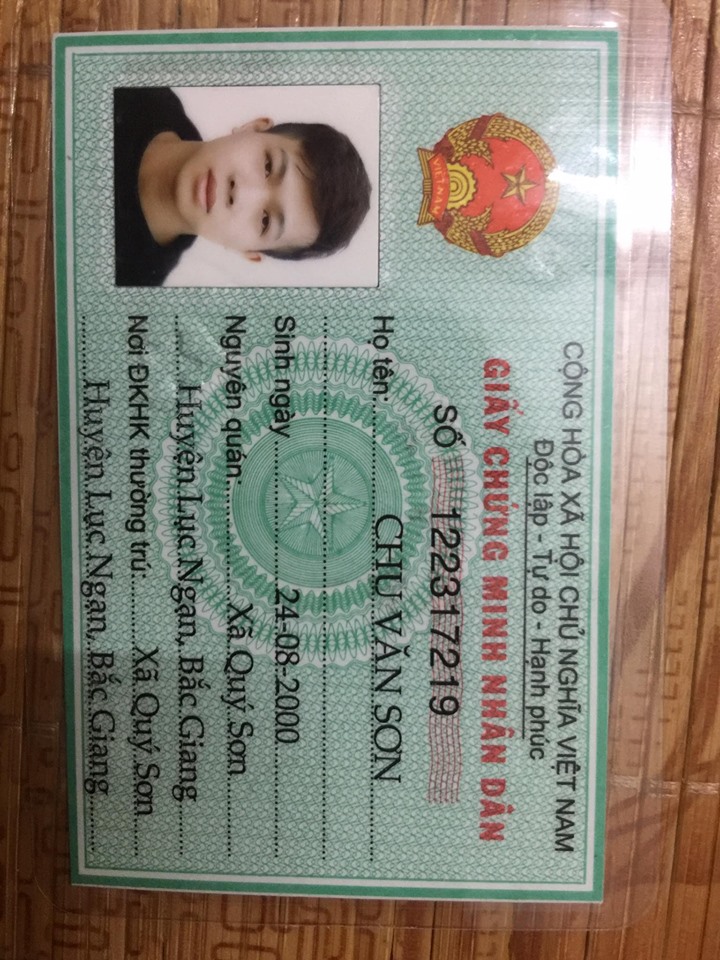 CỘNG HÒA XÃ HỘI CHỦ NGHĨA VIỆT NAM
Độc lập - Tự do - Hạnh phúc
GIẤY CHỨNG MINH NHÂN DÂN
SỐ 122317219
Họ tên: CHU VĂN SƠN
Sinh ngày 24-08-2000
Nguyên quán: Xã Quý Sơn
Huyện Lục Ngạn, Bắc Giang
Nơi ĐKHK thường trú: Xã Quý Sơn
Huyện Lục Ngạn, Bắc Giang
VIỆT NAM